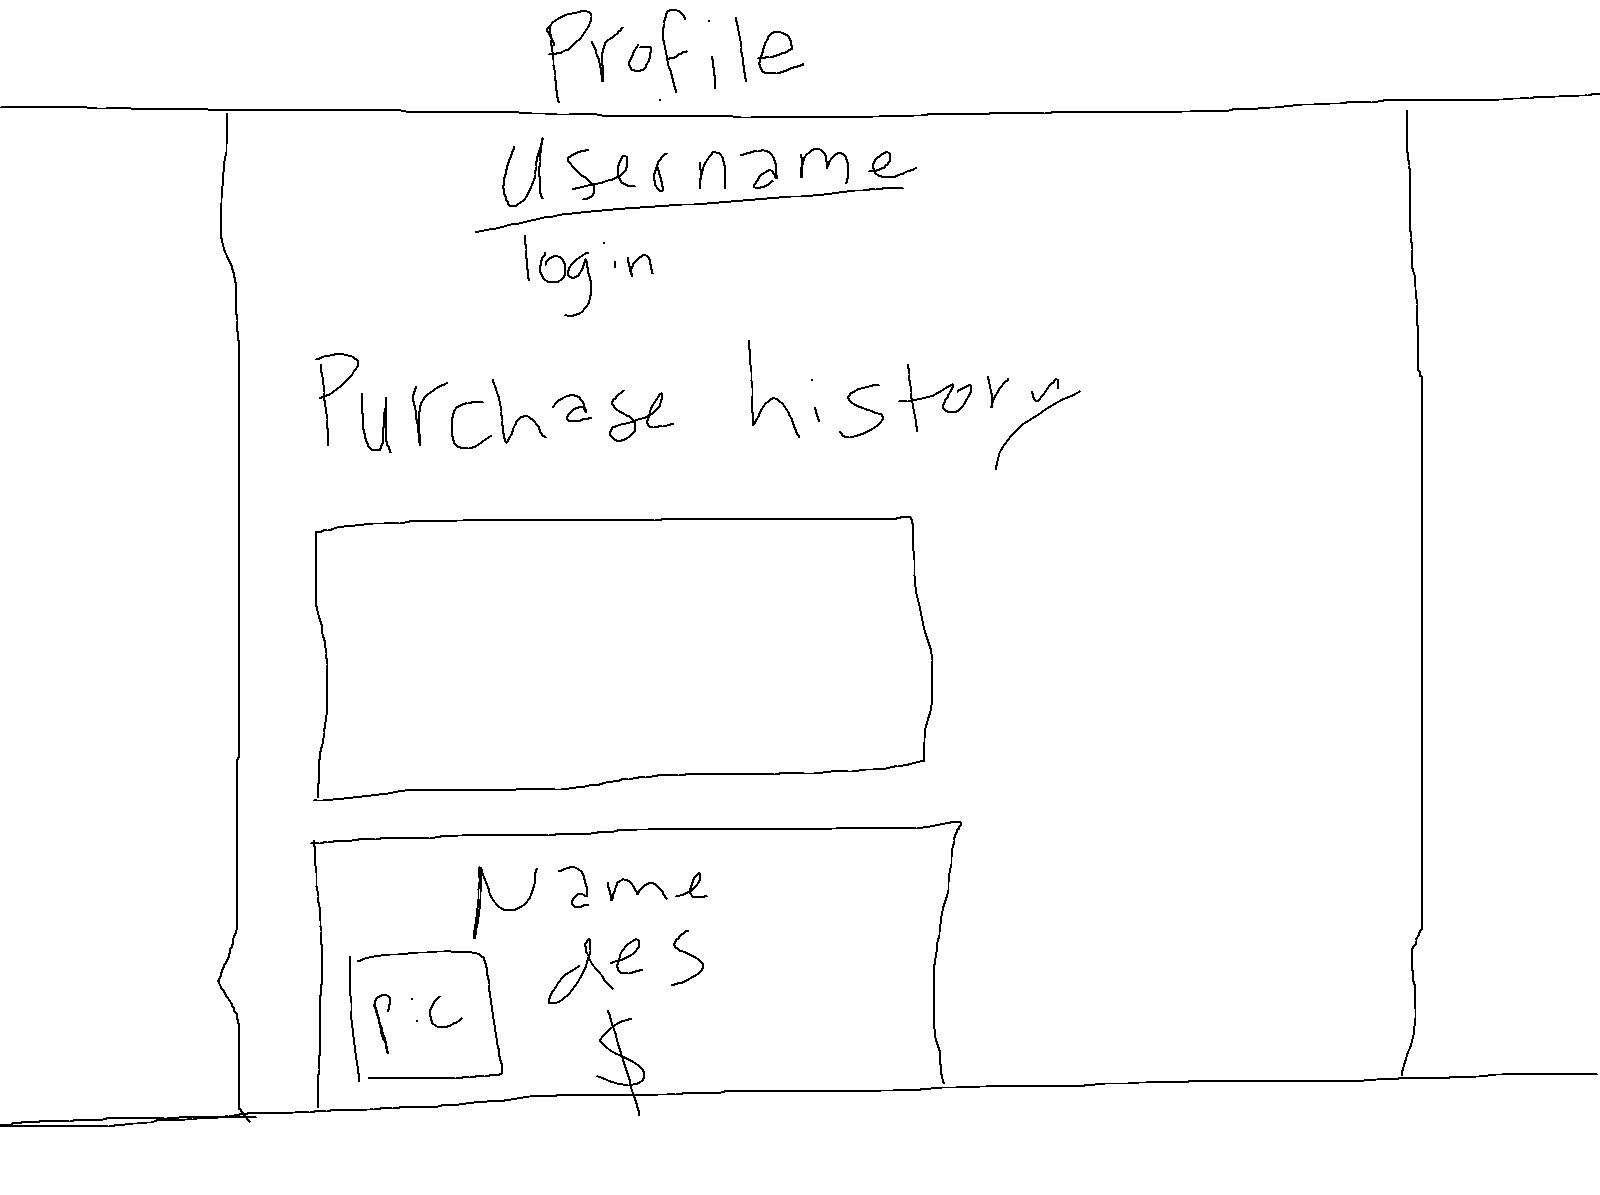 Profile
Username
login
Purchase history
Name
des
pic
$